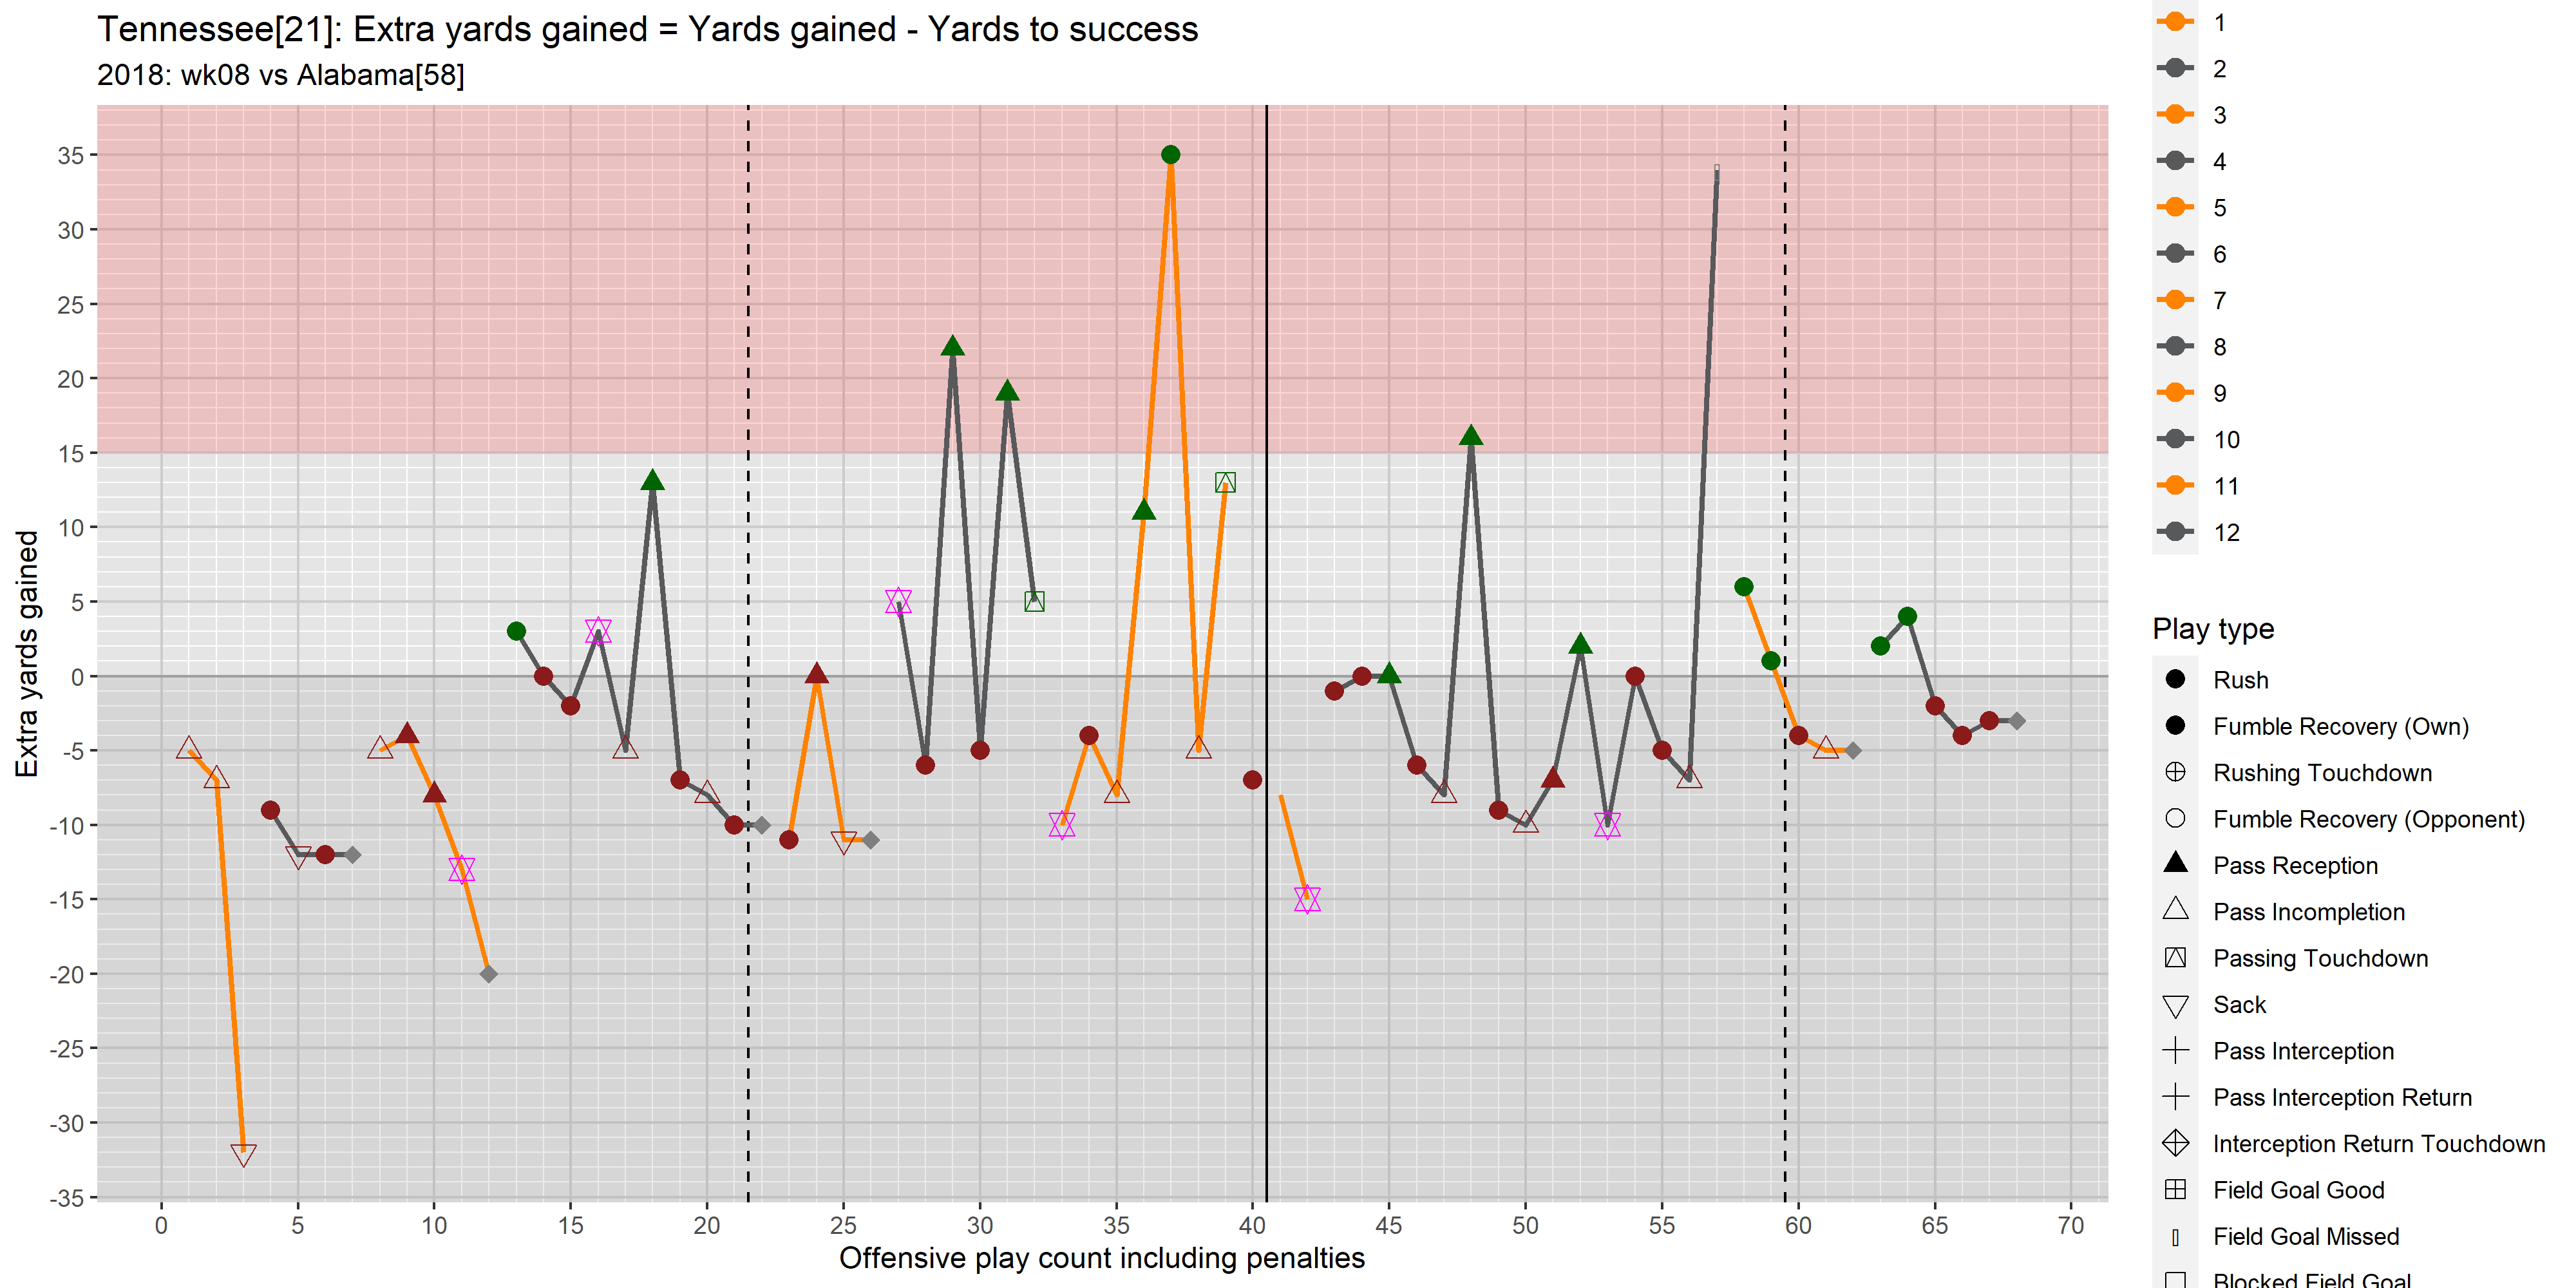 Tennessee[21]: Extra yards gained = Yards gained - Yards to success
2018: wk08 vs Alabama[58]
Extra yards gained
35
30
25
20
15
10
5
0
-5
-10
-15
-20
-25
-30
-35
0 5 10 15 20 25 30 35 40 45 50 55 60 65 70
Offensive play count including penalties
1
2
3
4
5
6
7
8
9
10
11
12
Play type
Rush
Fumble Recovery (Own)
Rushing Touchdown
Fumble Recovery (Opponent)
Pass Reception
Pass Incompletion
Passing Touchdown
Sack
Pass Interception
Pass Interception Return
Interception Return Touchdown
Field Goal Good
Field Goal Missed
Blocked Field Goal